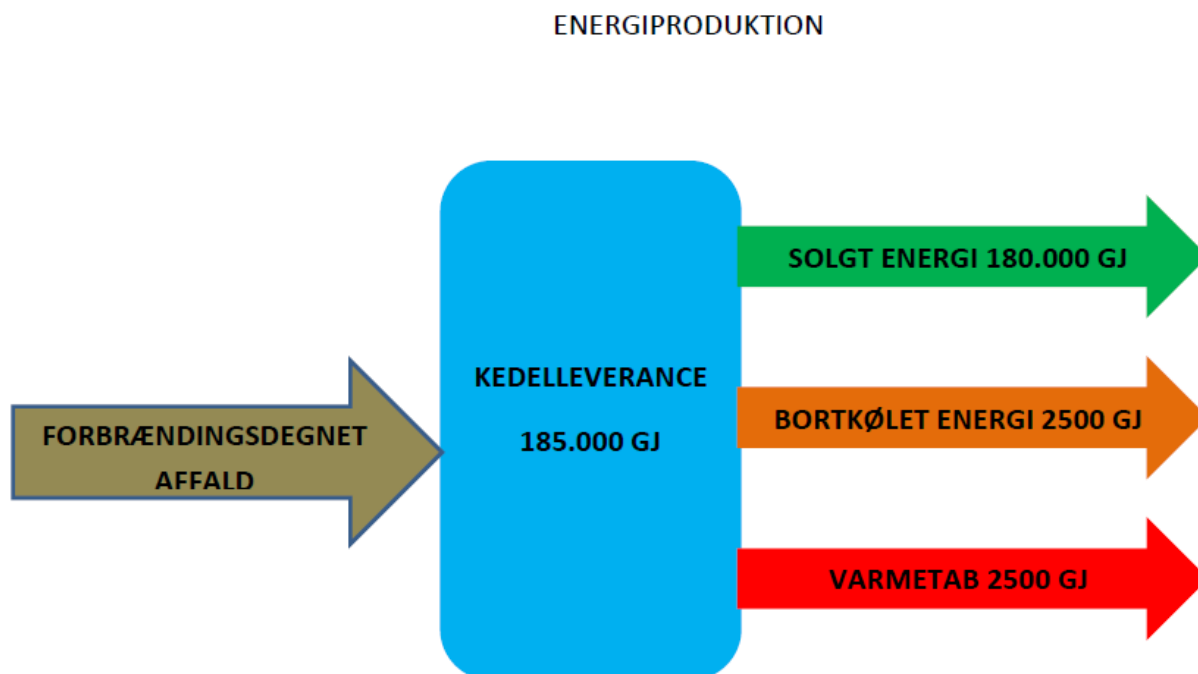 ENERGIPRODUKTION
FORBRÆNDINGSDEGNET
AFFALD
KEDELLEVERANCE
185.000 GJ
SOLGT ENERGI 180.000 GJ
BORTKØLET ENERGI 2500 GJ
VARMETAB 2500 GJ